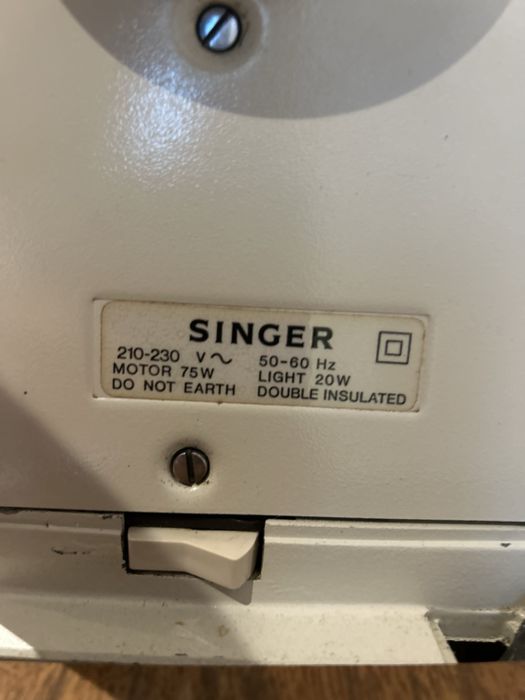 SINGER
210-230 V~ 50-60 Hz
MOTOR 75W LIGHT 20W
DO NOT EARTH DOUBLE INSULATED